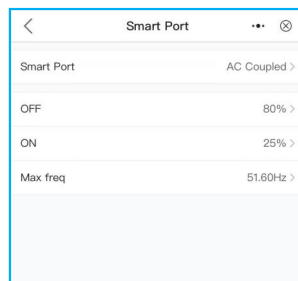 Smart Port
Smart Port AC Coupled >
OFF 80% >
ON 25% >
Max freq 51.60Hz >